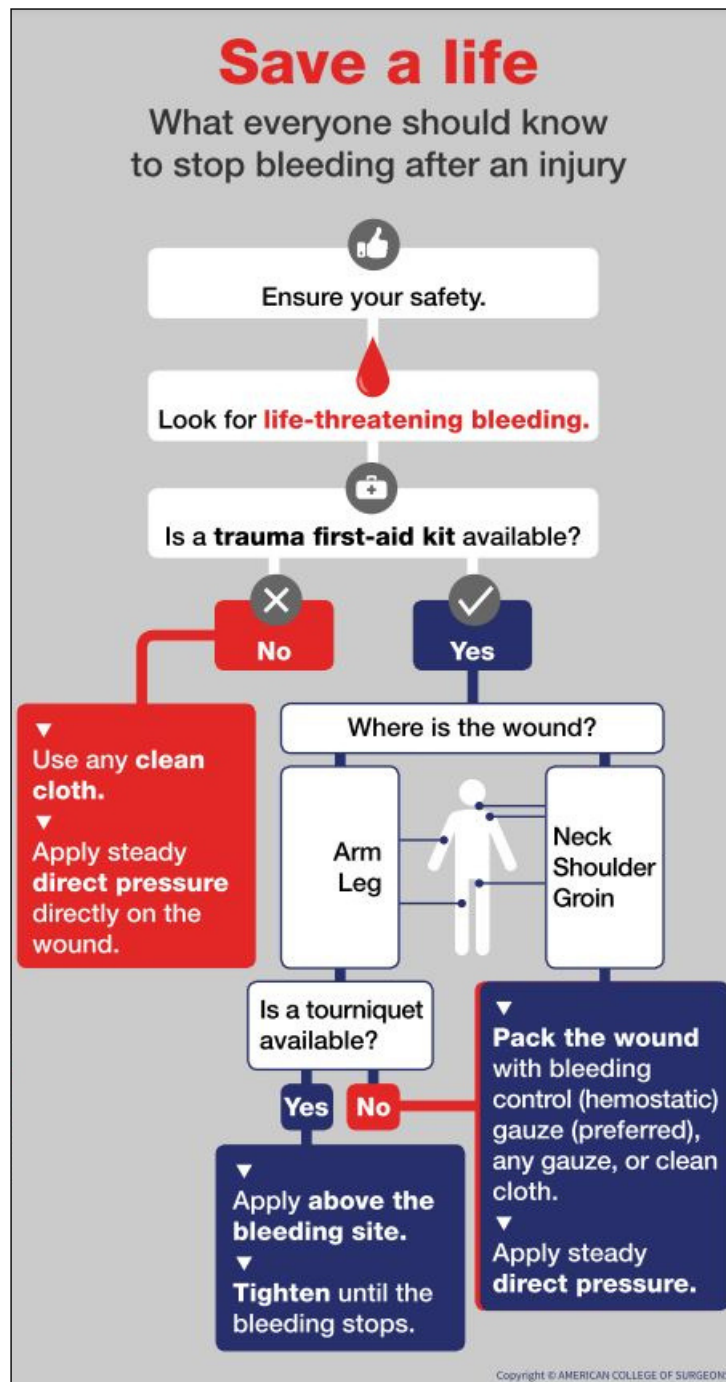 Save a life
What everyone should know
to stop bleeding after an injury
Ensure your safety.
Look for life-threatening bleeding.
Is a trauma first-aid kit available?
No
Yes
Use any clean
cloth.
Apply steady
direct pressure
directly on the
wound.
Where is the wound?
Arm
Leg
Neck
Shoulder
Groin
Is a tourniquet
available?
Yes
No
Apply above the
bleeding site.
Tighten until the
bleeding stops.
Pack the wound
with bleeding
control (hemostatic)
gauze (preferred),
any gauze, or clean
cloth.
Apply steady
direct pressure.
Copyright © AMERICAN COLLEGE OF SURGEONS